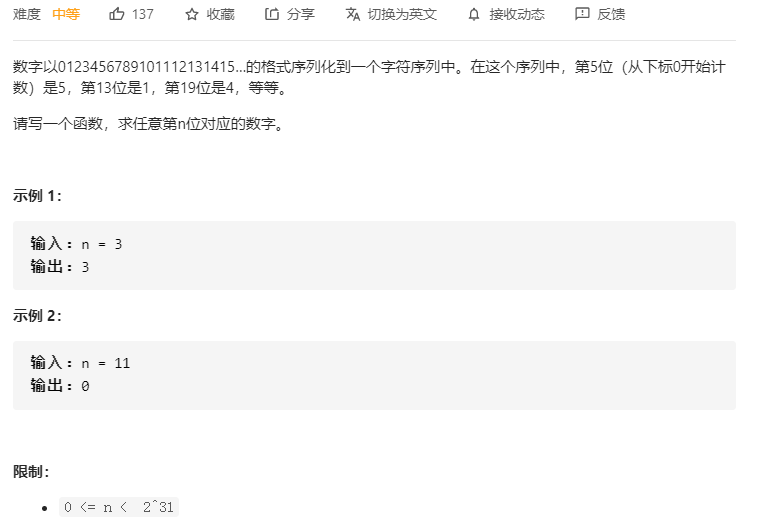 难度 中等 137 收藏 分享 切换为英文 接收动态 反馈
数字以0123456789101112131415…的格式序列化到一个字符序列中。在这个序列中，第5位（从下标0开始计
数）是5，第13位是1，第19位是4，等等。
请写一个函数，求任意第n位对应的数字。
示例 1：
输入：n = 3
输出：3
示例 2：
输入：n = 11
输出：0
限制：
0 <= n < 2^31